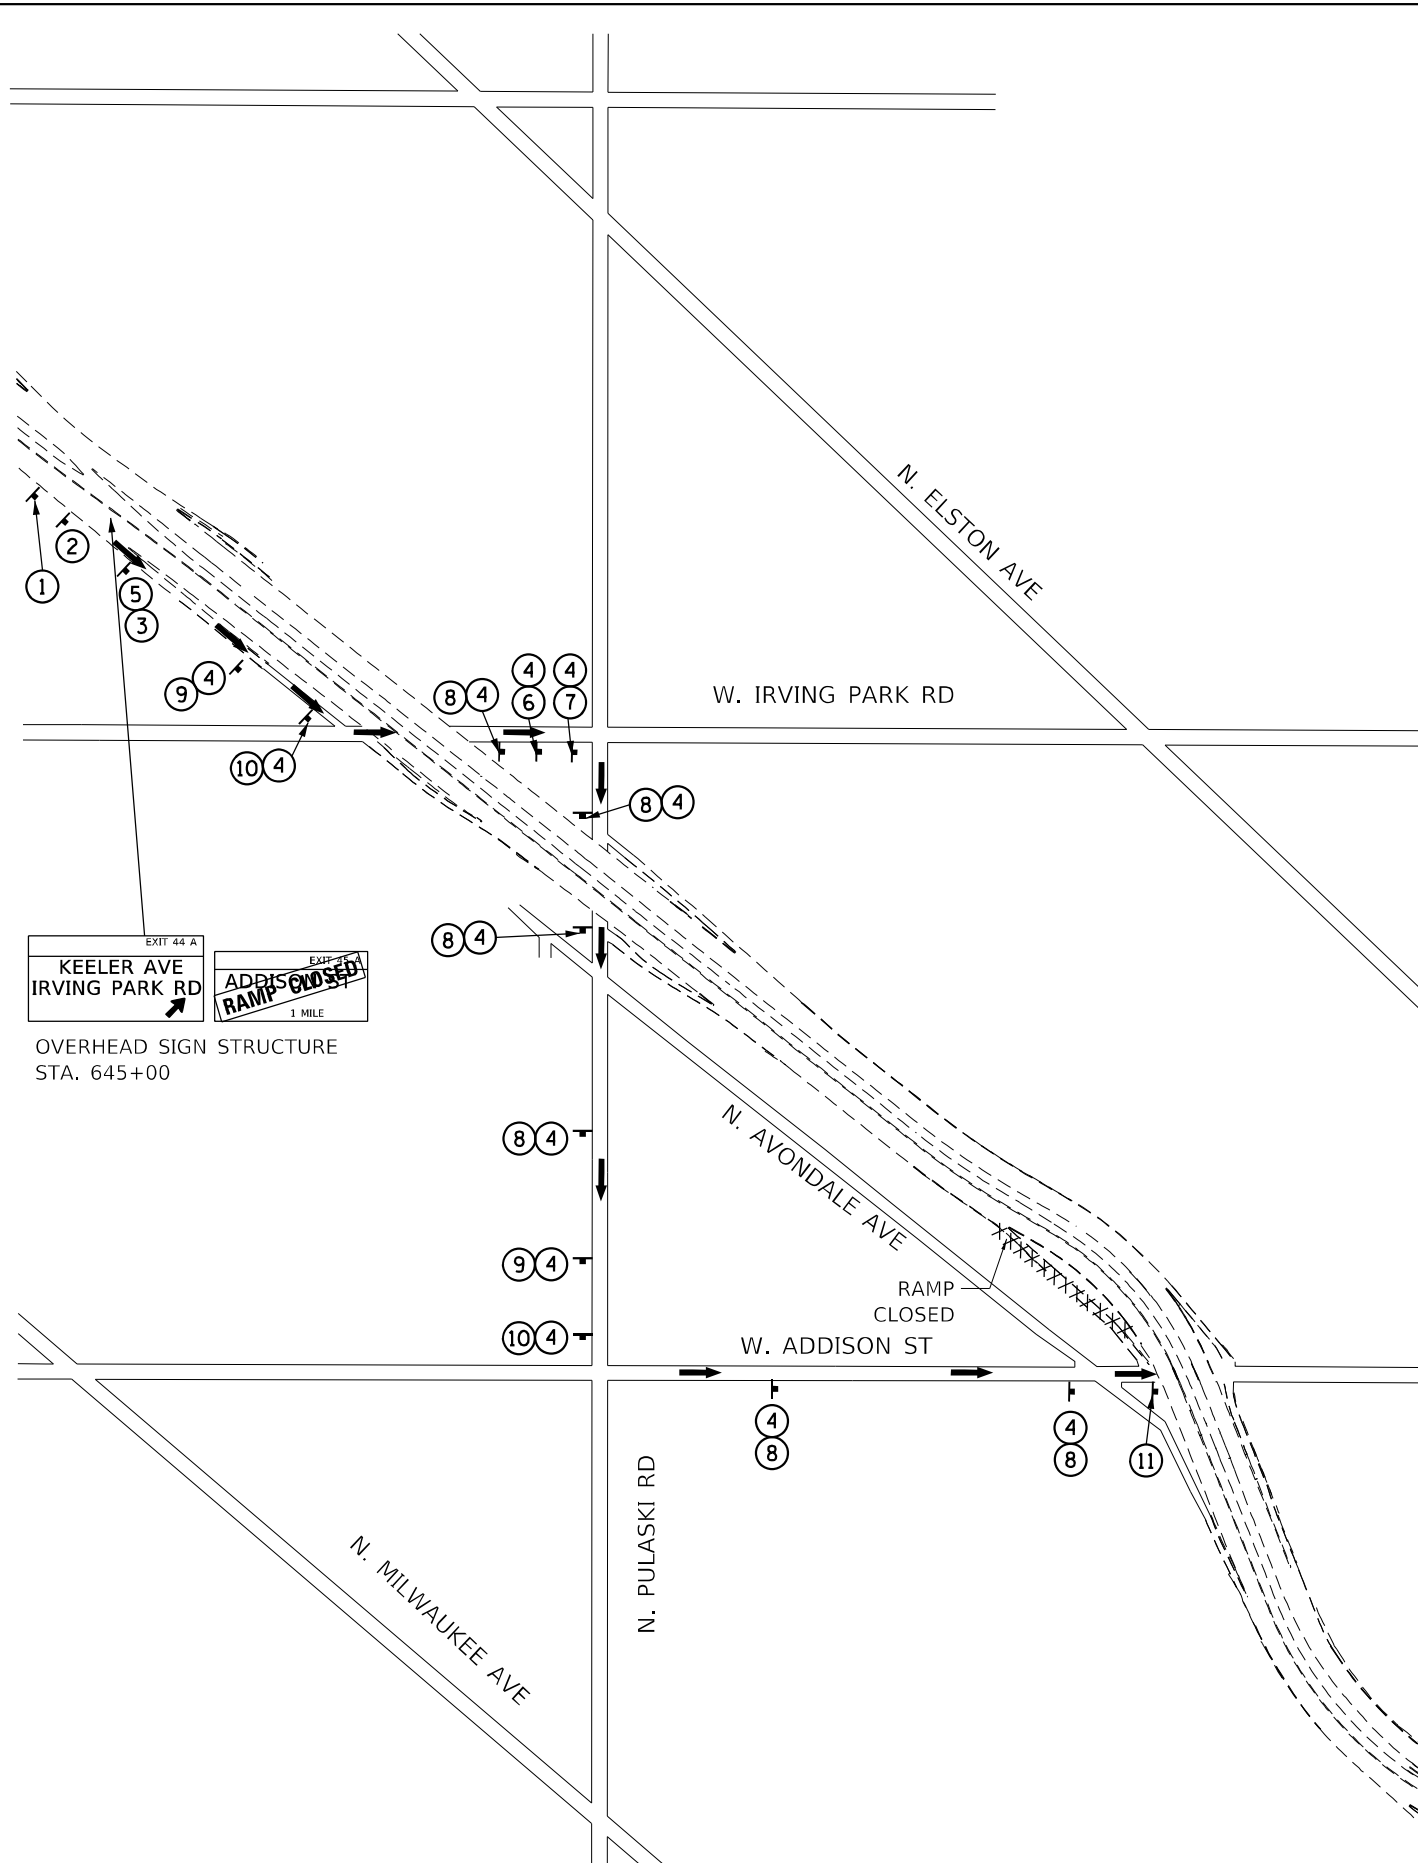 N. ELSTON AVE
1
2
5
3
9 4
4 4
8 4 6 7
W. IRVING PARK RD
10 4
8 4
8 4
EXIT 44 A
KEELER AVE
IRVING PARK RD
EXIT 45 A
ADDISON ST
RAMP CLOSED
1 MILE
OVERHEAD SIGN STRUCTURE
STA. 645+00
8 4
N. AVONDALE AVE
9 4
RAMP
CLOSED
10 4
W. ADDISON ST
4
8
4
8
11
N. PULASKI RD
N. MILWAUKEE AVE